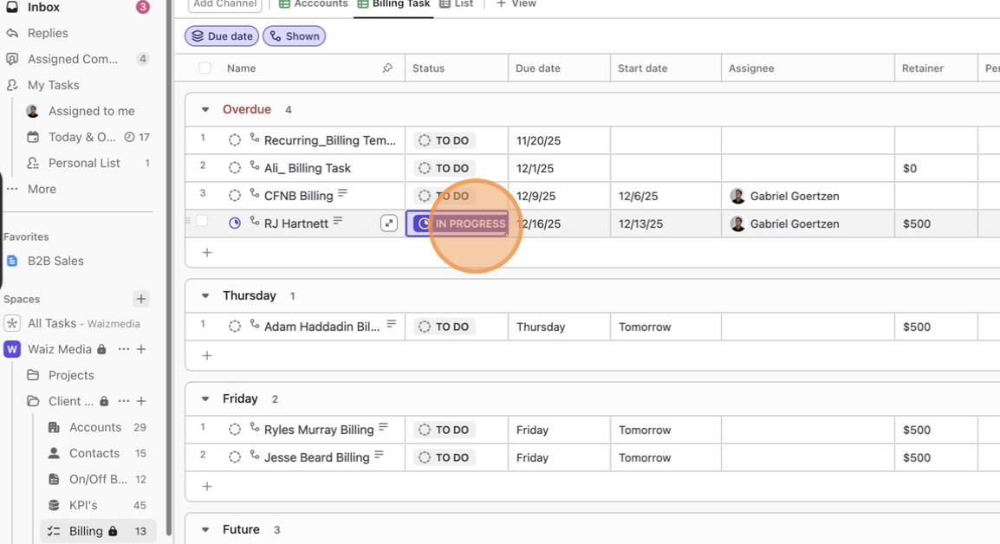 Inbox 3
Replies
Assigned Com... 4
My Tasks
Assigned to me
Today & O... 17
Personal List 1
More
Favorites
B2B Sales
Spaces
All Tasks - Waizmedia
W Waiz Media
Projects
Client ...
Accounts 29
Contacts 15
On/Off B... 12
KPI's 45
Billing 13
Add Channel Acccounts Billing Task List + View
Due date Shown
Name Status Due date Start date Assignee Retainer Per
Overdue 4
1 Recurring_Billing Tem... TO DO 11/20/25
2 Ali_ Billing Task TO DO 12/1/25 $0
3 CFNB Billing TO DO 12/9/25 12/6/25 Gabriel Goertzen
RJ Hartnett IN PROGRESS 12/16/25 12/13/25 Gabriel Goertzen $500
Thursday 1
1 Adam Haddadin Bil... TO DO Thursday Tomorrow $500
Friday 2
1 Ryles Murray Billing TO DO Friday Tomorrow $500
2 Jesse Beard Billing TO DO Friday Tomorrow $500
Future 3